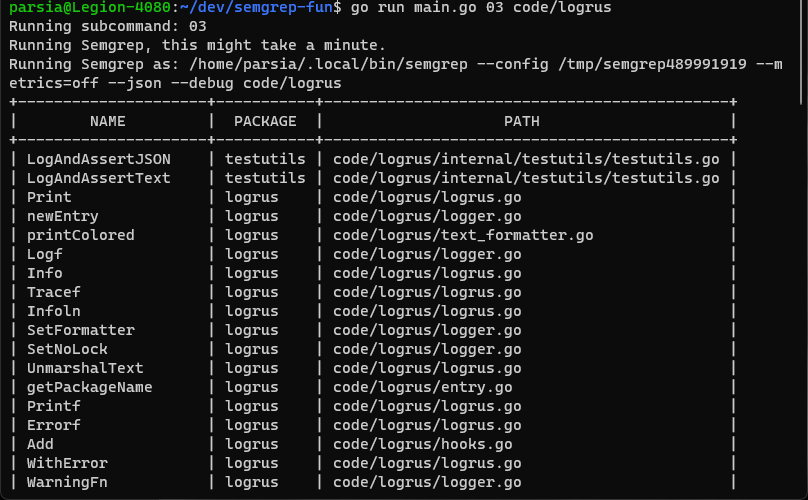 parsia@Legion-4080:~/dev/semgrep-fun$ go run main.go 03 code/logrus
Running subcommand: 03
Running Semgrep, this might take a minute.
Running Semgrep as: /home/parsia/.local/bin/semgrep --config /tmp/semgrep489991919 --m
etrics=off --json --debug code/logrus
+---------------------+-----------+---------------------------------------------+
|        NAME         |  PACKAGE  |                    PATH                     |
+---------------------+-----------+---------------------------------------------+
| LogAndAssertJSON    | testutils | code/logrus/internal/testutils/testutils.go |
| LogAndAssertText    | testutils | code/logrus/internal/testutils/testutils.go |
| Print               | logrus    | code/logrus/logrus.go                       |
| newEntry            | logrus    | code/logrus/logger.go                       |
| printColored        | logrus    | code/logrus/text_formatter.go               |
| Logf                | logrus    | code/logrus/logger.go                       |
| Info                | logrus    | code/logrus/logrus.go                       |
| Tracef              | logrus    | code/logrus/logrus.go                       |
| Infoln              | logrus    | code/logrus/logrus.go                       |
| SetFormatter        | logrus    | code/logrus/logger.go                       |
| SetNoLock           | logrus    | code/logrus/logger.go                       |
| UnmarshalText       | logrus    | code/logrus/logrus.go                       |
| getPackageName      | logrus    | code/logrus/entry.go                        |
| Printf              | logrus    | code/logrus/logrus.go                       |
| Errorf              | logrus    | code/logrus/logrus.go                       |
| Add                 | logrus    | code/logrus/hooks.go                        |
| WithError           | logrus    | code/logrus/logrus.go                       |
| WarningFn           | logrus    | code/logrus/logger.go                       |